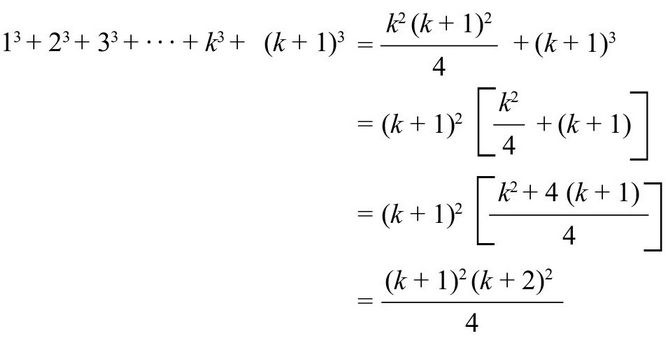 1³ + 2³ + 3³ + · · · + k³ + (k + 1)³ = k² (k + 1)² / 4 + (k + 1)³
= (k + 1)² [ k² / 4 + (k + 1) ]
= (k + 1)² [ k² + 4 (k + 1) / 4 ]
= (k + 1)² (k + 2)² / 4